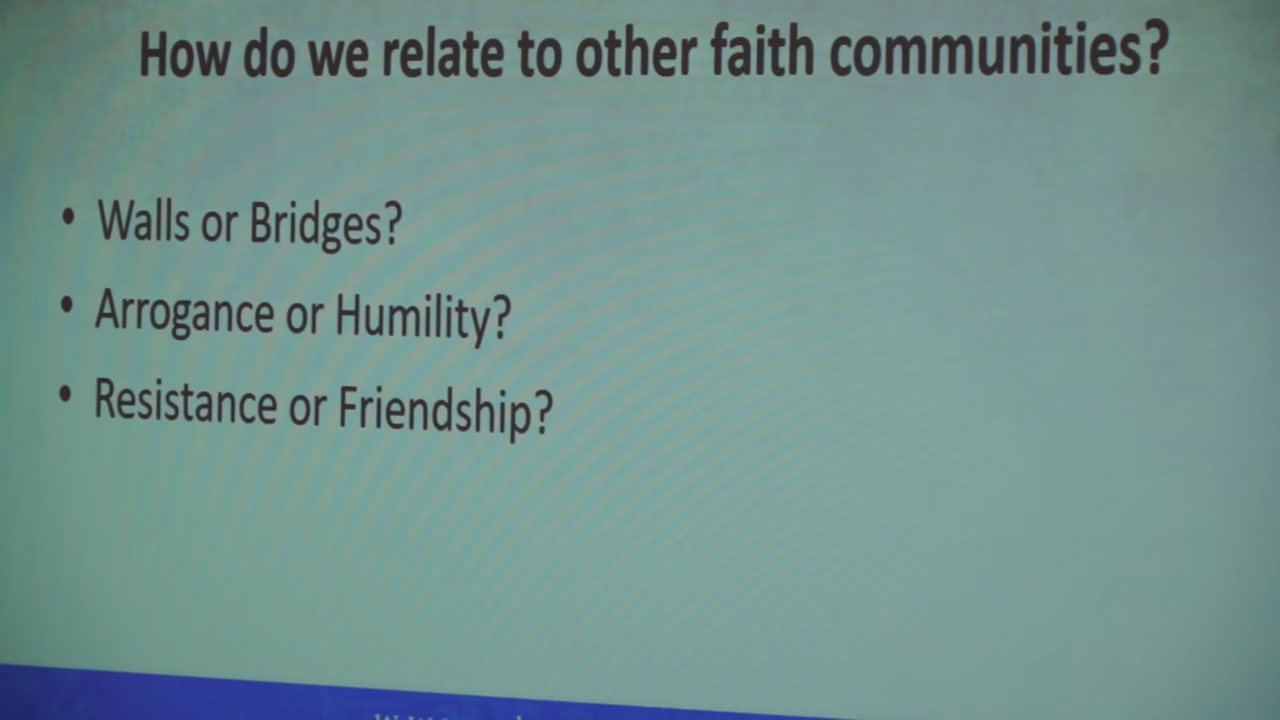 How do we relate to other faith communities?
• Walls or Bridges?
• Arrogance or Humility?
• Resistance or Friendship?